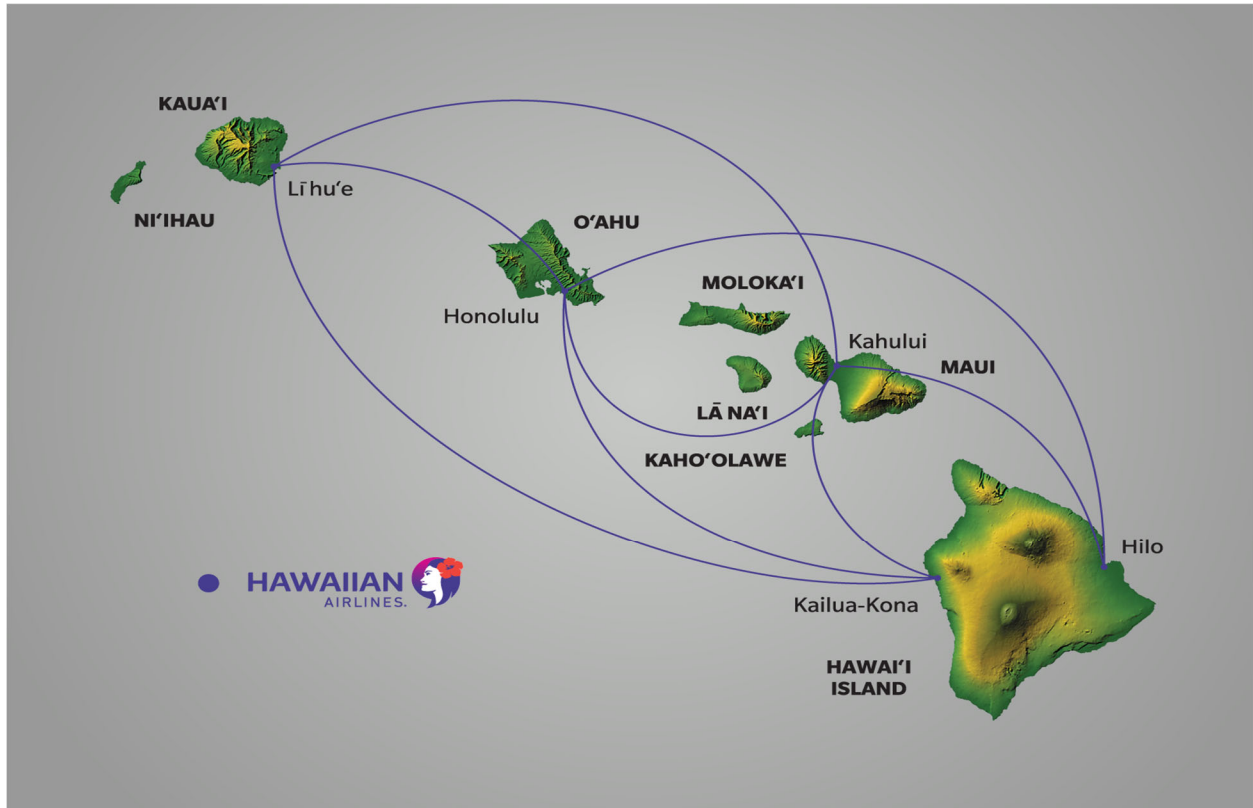 KAUAʻI
Līhuʻe
NIʻIHAU
OʻAHU
Honolulu
MOLOKAʻI
Kahului
MAUI
LĀ NAʻI
KAHOʻOLAWE
Hilo
Kailua-Kona
HAWAIʻI
ISLAND
HAWAIIAN
AIRLINES.